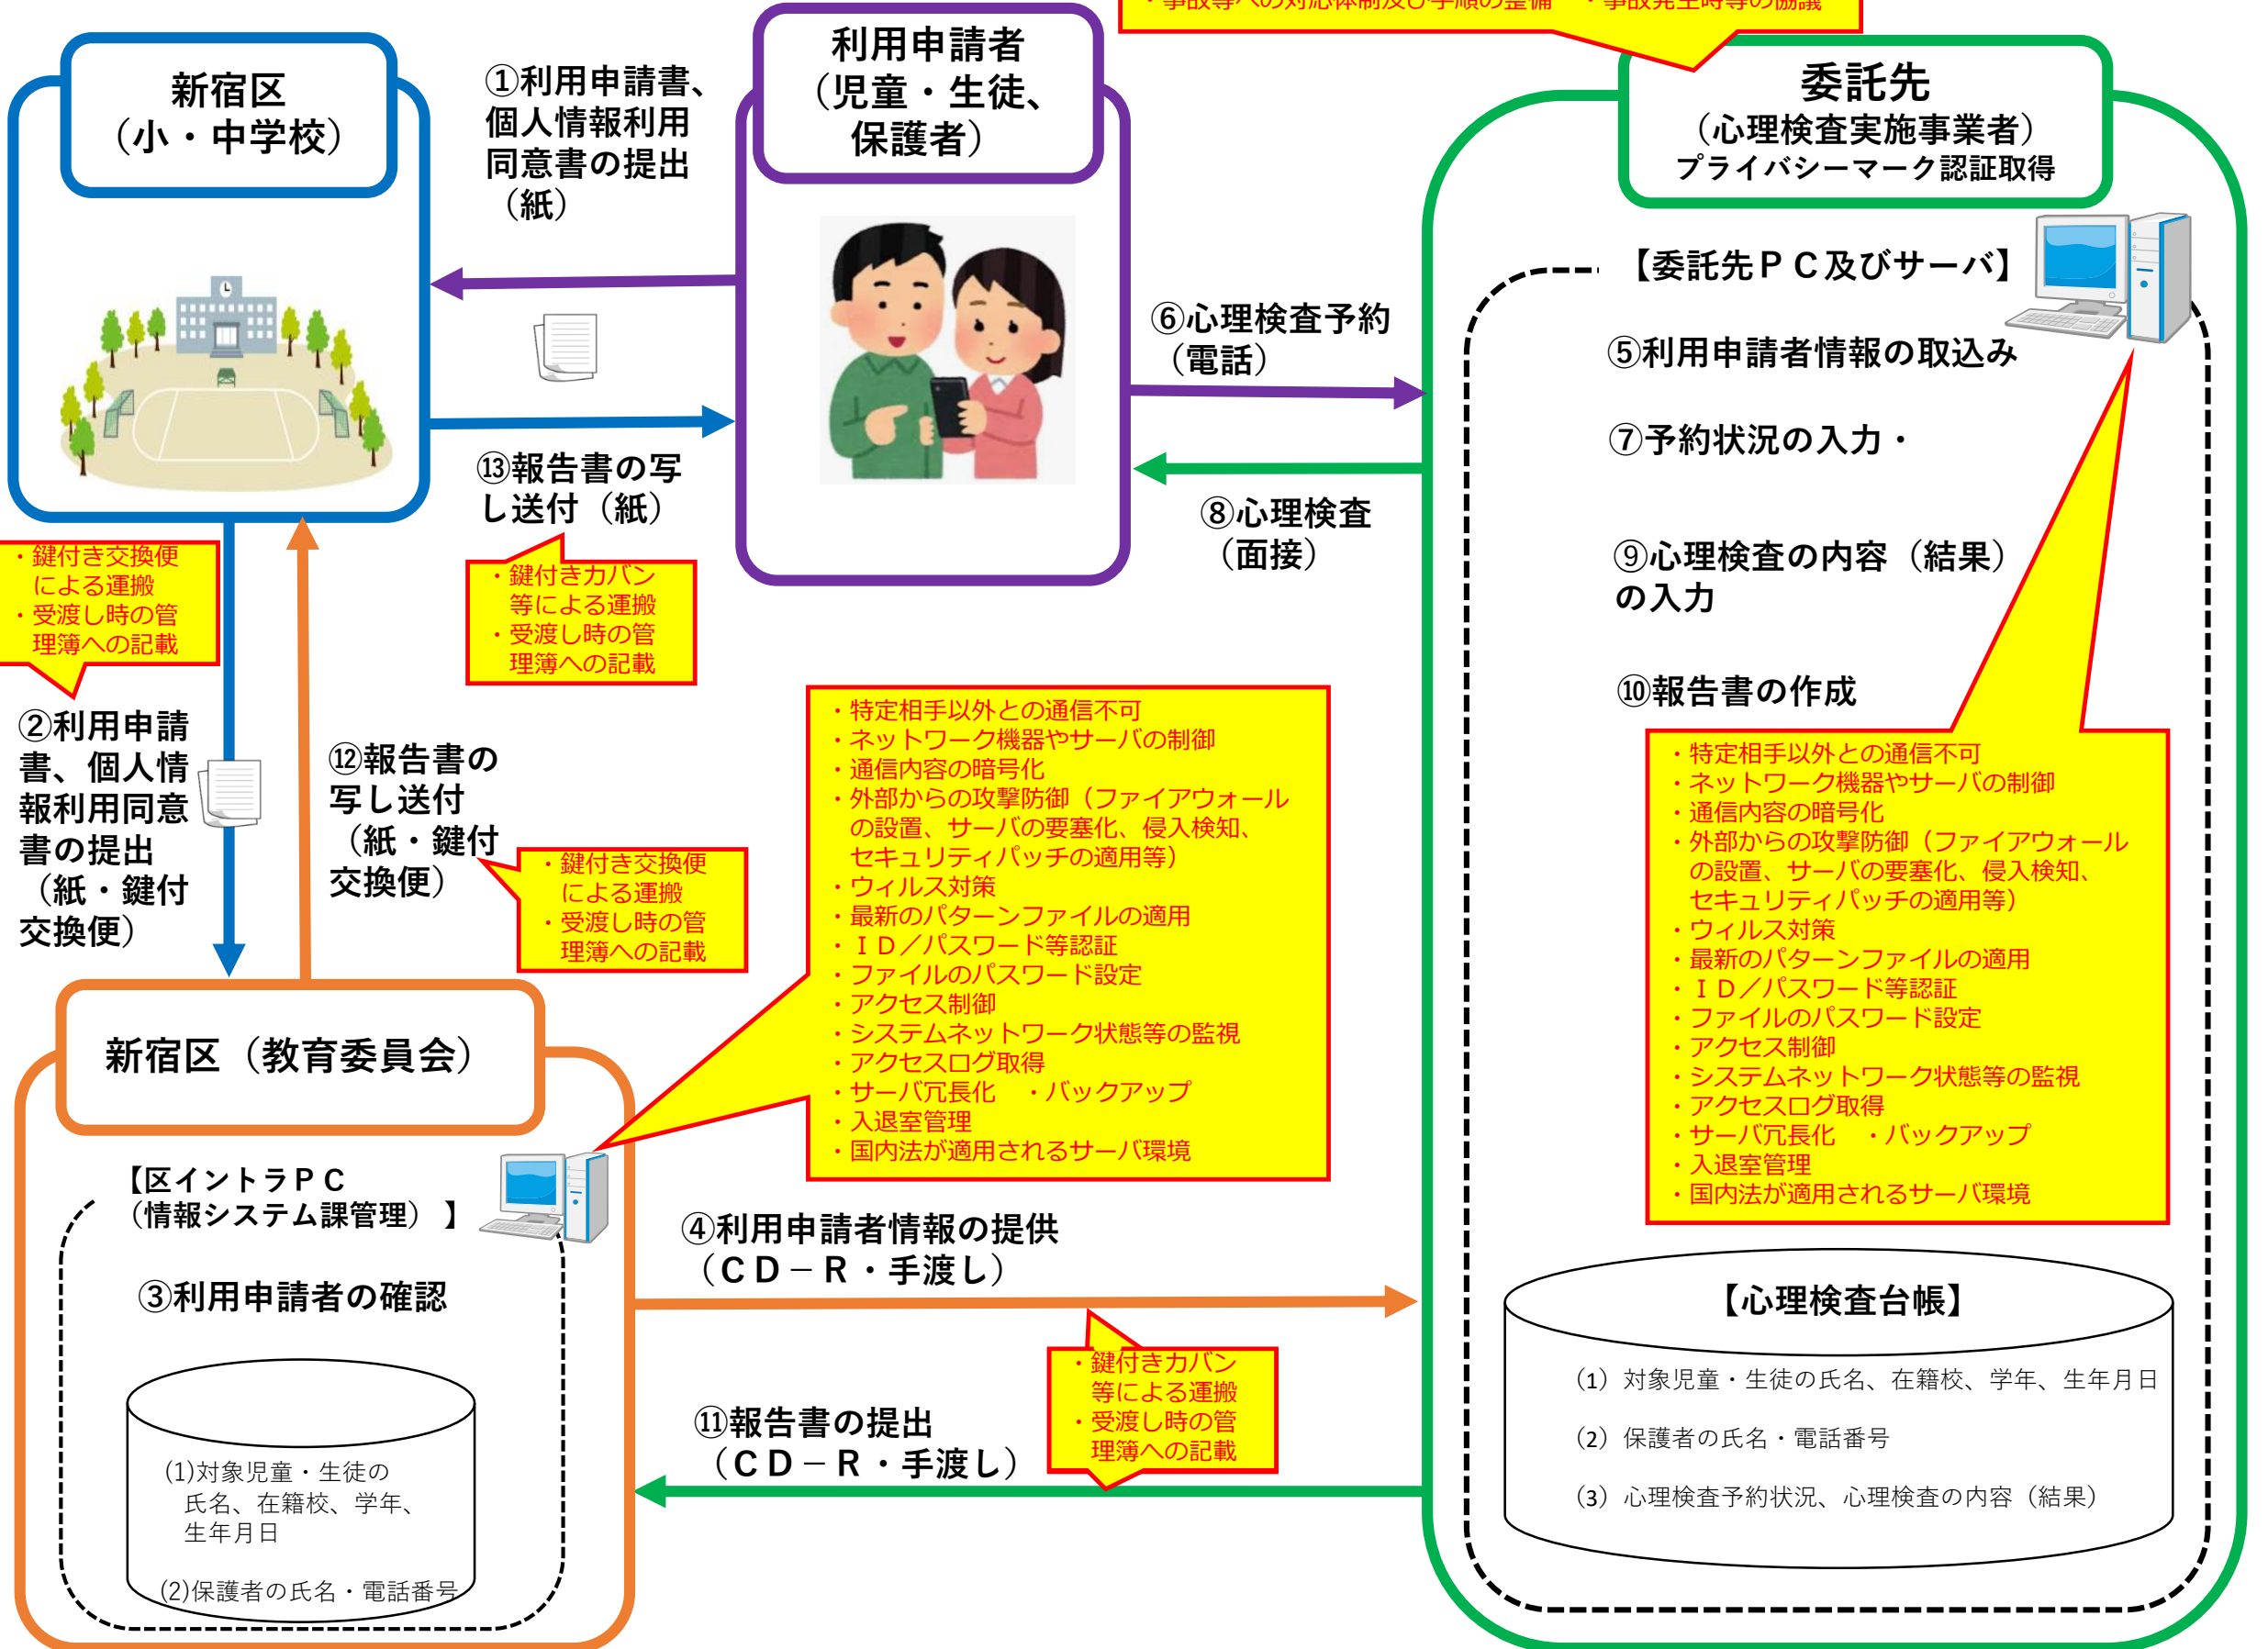 ・事故等への対応体制及び手順の整備　・事故発生時等の協議
新宿区
（小・中学校）
①利用申請書、
個人情報利用
同意書の提出
（紙）
利用申請者
（児童・生徒、
保護者）
委託先
（心理検査実施事業者）
プライバシーマーク認証取得
【委託先ＰＣ及びサーバ】
⑤利用申請者情報の取込み
⑥心理検査予約
（電話）
⑦予約状況の入力・
⑧心理検査
（面接）
⑨心理検査の内容（結果）
の入力
⑩報告書の作成
⑬報告書の写
し送付（紙）
・鍵付きカバン
等による運搬
・受渡し時の管
理簿への記載
・鍵付き交換便
による運搬
・受渡し時の管
理簿への記載
②利用申請
書、個人情
報利用同意
書の提出
（紙・鍵付
交換便）
⑫報告書の
写し送付
（紙・鍵付
交換便）
・鍵付き交換便
による運搬
・受渡し時の管
理簿への記載
・特定相手以外との通信不可
・ネットワーク機器やサーバの制御
・通信内容の暗号化
・外部からの攻撃防御（ファイアウォール
の設置、サーバの要塞化、侵入検知、
セキュリティパッチの適用等）
・ウィルス対策
・最新のパターンファイルの適用
・ＩＤ／パスワード等認証
・ファイルのパスワード設定
・アクセス制御
・システムネットワーク状態等の監視
・アクセスログ取得
・サーバ冗長化　・バックアップ
・入退室管理
・国内法が適用されるサーバ環境
・特定相手以外との通信不可
・ネットワーク機器やサーバの制御
・通信内容の暗号化
・外部からの攻撃防御（ファイアウォール
の設置、サーバの要塞化、侵入検知、
セキュリティパッチの適用等）
・ウィルス対策
・最新のパターンファイルの適用
・ＩＤ／パスワード等認証
・ファイルのパスワード設定
・アクセス制御
・システムネットワーク状態等の監視
・アクセスログ取得
・サーバ冗長化　・バックアップ
・入退室管理
・国内法が適用されるサーバ環境
新宿区（教育委員会）
【区イントラＰＣ
（情報システム課管理）】
③利用申請者の確認
(1)対象児童・生徒の
氏名、在籍校、学年、
生年月日
(2)保護者の氏名・電話番号
④利用申請者情報の提供
（ＣＤ－Ｒ・手渡し）
・鍵付きカバン
等による運搬
・受渡し時の管
理簿への記載
⑪報告書の提出
（ＣＤ－Ｒ・手渡し）
【心理検査台帳】
（1）対象児童・生徒の氏名、在籍校、学年、生年月日
（2）保護者の氏名・電話番号
（3）心理検査予約状況、心理検査の内容（結果）